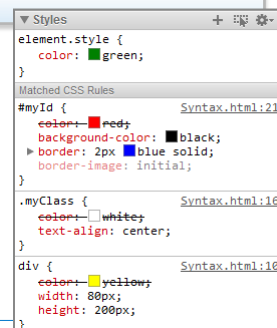 Styles
element.style {
color: green;
}
Matched CSS Rules
#myId { Syntax.html:21
color: red;
background-color: black;
border: 2px blue solid;
border-image: initial;
}
.myClass { Syntax.html:16
color: white;
text-align: center;
}
div { Syntax.html:10
color: yellow;
width: 80px;
height: 200px;